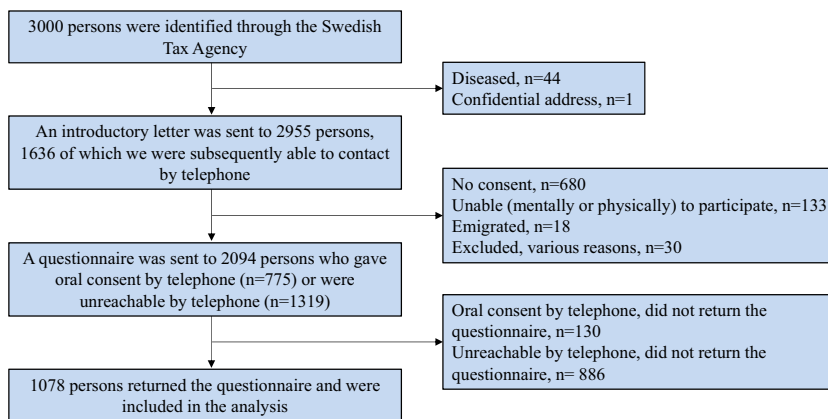 3000 persons were identified through the Swedish
Tax Agency
Diseased, n=44
Confidential address, n=1
An introductory letter was sent to 2955 persons,
1636 of which we were subsequently able to contact
by telephone
No consent, n=680
Unable (mentally or physically) to participate, n=133
Emigrated, n=18
Excluded, various reasons, n=30
A questionnaire was sent to 2094 persons who gave
oral consent by telephone (n=775) or were
unreachable by telephone (n=1319)
Oral consent by telephone, did not return the
questionnaire, n=130
Unreachable by telephone, did not return the
questionnaire, n= 886
1078 persons returned the questionnaire and were
included in the analysis